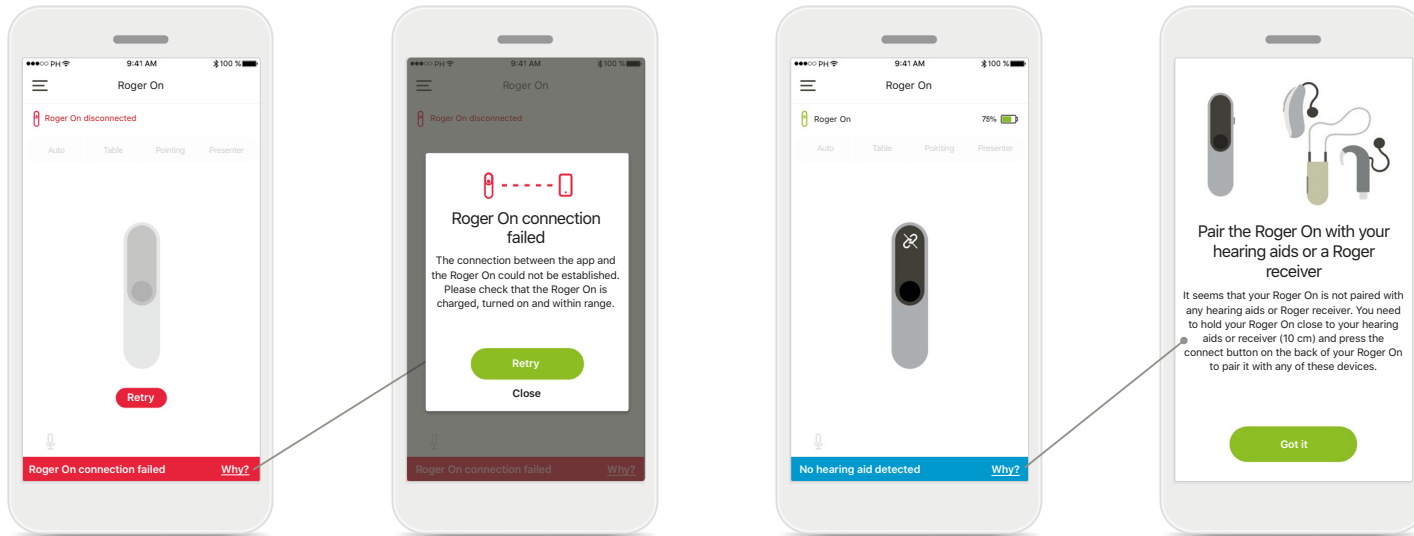 ●●●○○ PH 9:41 AM 100 %
Roger On
Roger On disconnected
Auto Table Pointing Presenter
Retry
Roger On connection failed Why?
●●●○○ PH 9:41 AM 100 %
Roger On
Roger On disconnected
Roger On connection
failed
The connection between the app and
the Roger On could not be established.
Please check that the Roger On is
charged, turned on and within range.
Retry
Close
Roger On connection failed Why?
●●●○○ PH 9:41 AM 100 %
Roger On
Roger On 75%
Auto Table Pointing Presenter
No hearing aid detected Why?
Pair the Roger On with your
hearing aids or a Roger
receiver
It seems that your Roger On is not paired with
any hearing aids or Roger receiver. You need
to hold your Roger On close to your hearing
aids or receiver (10 cm) and press the
connect button on the back of your Roger On
to pair it with any of these devices.
Got it